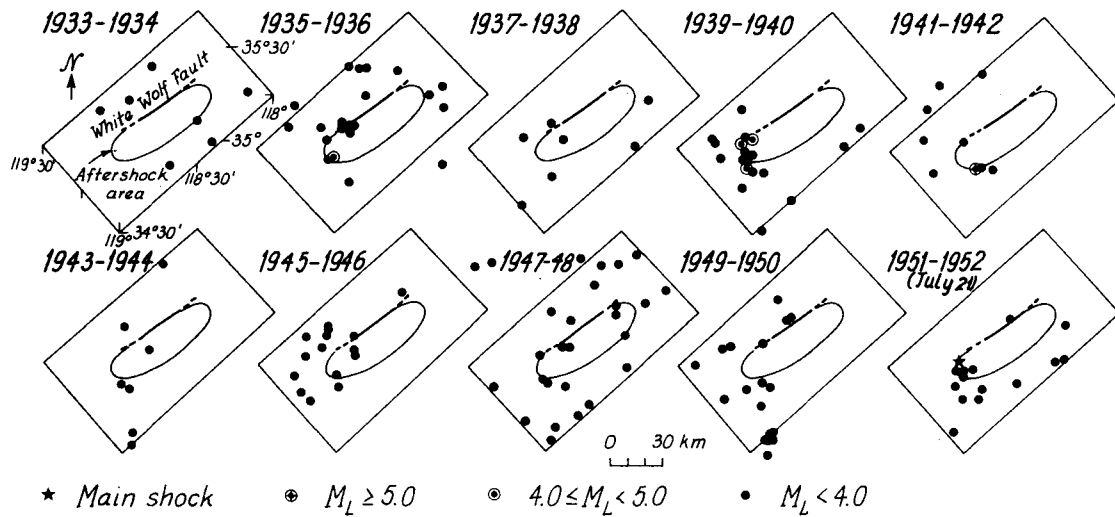 1933-1934
1935-1936
1937-1938
1939-1940
1941-1942
N
White Wolf Fault
35°30'
118°
35°
118°30'
119°30'
Aftershock
area
119°
34°30'
1943-1944
1945-1946
1947-48
1949-1950
1951-1952
(July 21)
0 30 km
Main shock
M_L ≥ 5.0
4.0 ≤ M_L < 5.0
M_L < 4.0